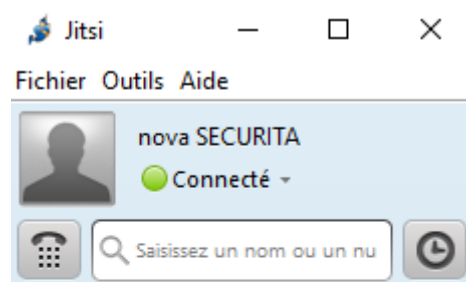 Jitsi
Fichier Outils Aide
nova SECURITA
Connecté
Saisissez un nom ou un nu